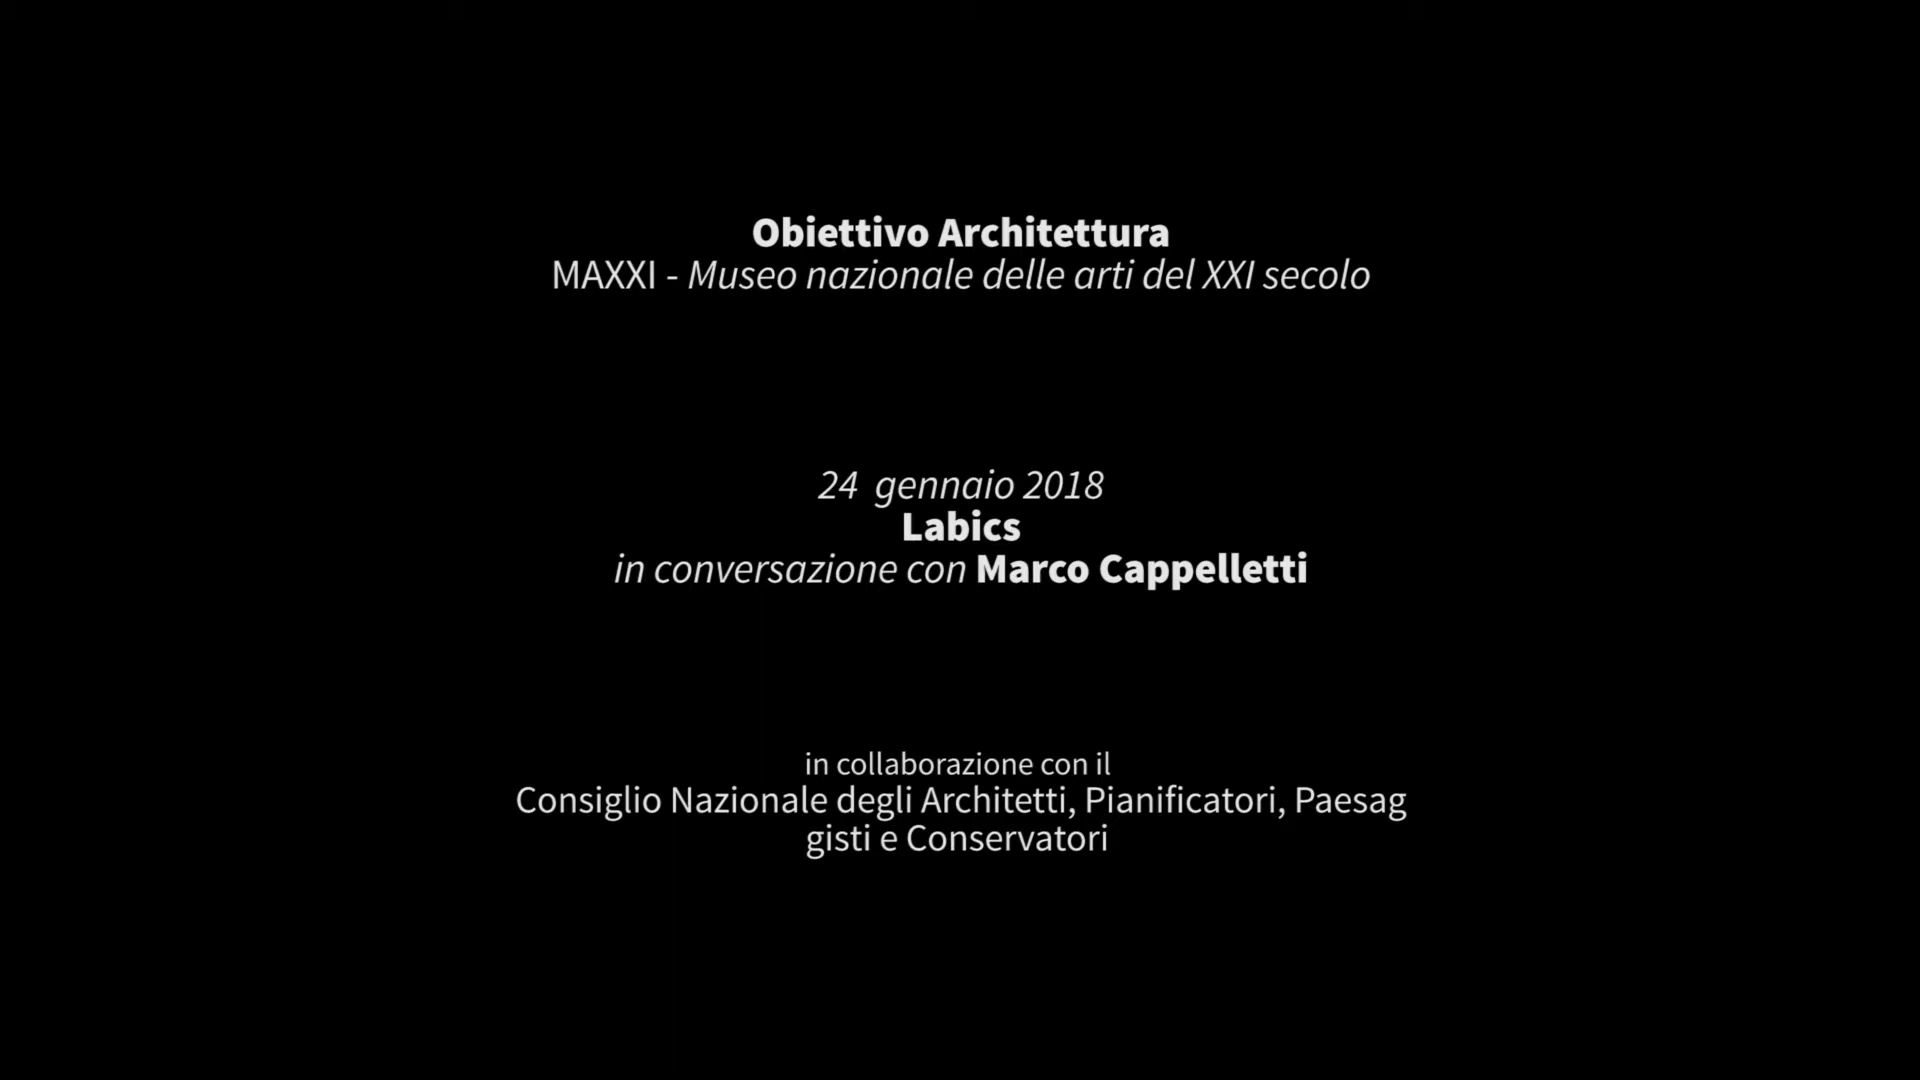 Obiettivo Architettura
MAXXI - Museo nazionale delle arti del XXI secolo
24 gennaio 2018
Labics
in conversazione con Marco Cappelletti
in collaborazione con il
Consiglio Nazionale degli Architetti, Pianificatori, Paesag
gisti e Conservatori